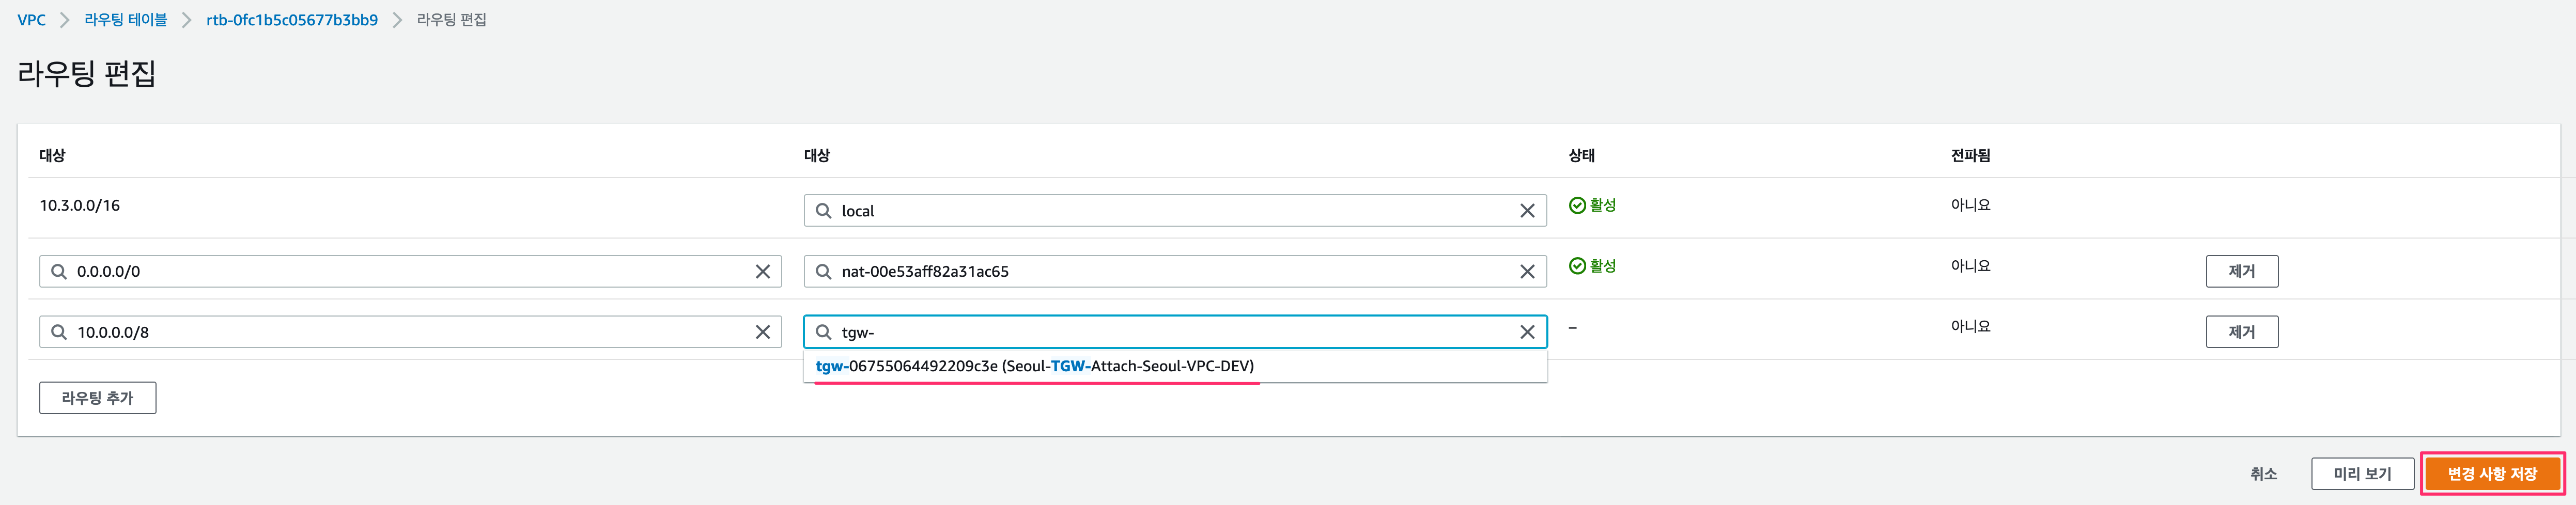 VPC 라우팅 테이블 rtb-0fc1b5c05677b3bb9 라우팅 편집
라우팅 편집
대상 대상 상태 전파됨
10.3.0.0/16 local 활성 아니요
0.0.0.0/0 nat-00e53aff82a31ac65 활성 아니요 제거
10.0.0.0/8 tgw- – 아니요 제거
tgw-06755064492209c3e (Seoul-TGW-Attach-Seoul-VPC-DEV)
라우팅 추가
취소 미리 보기 변경 사항 저장